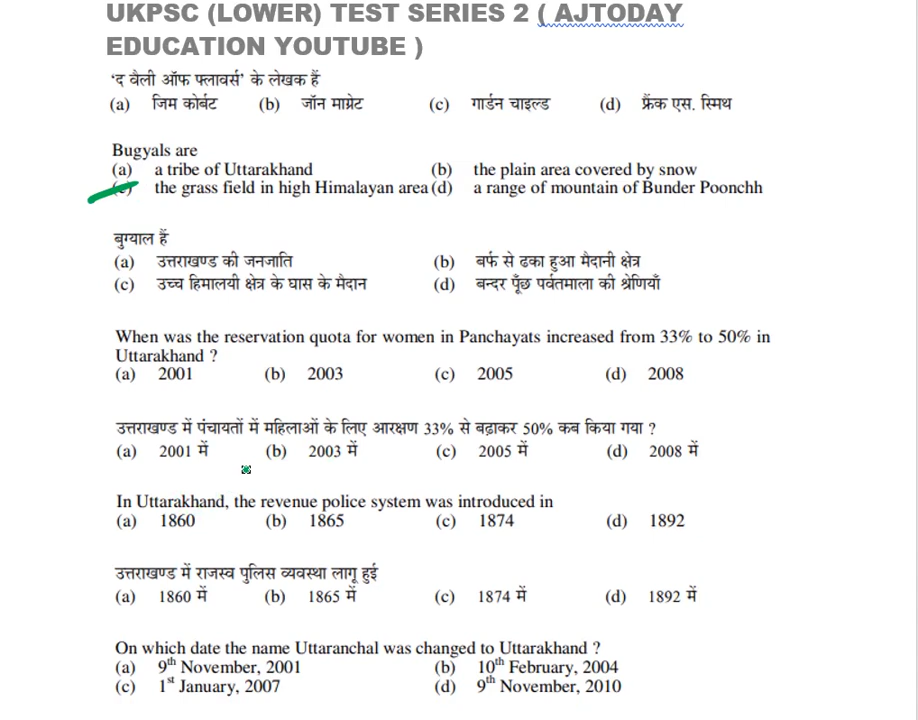 UKPSC (LOWER) TEST SERIES 2 ( AJTODAY
EDUCATION YOUTUBE )
'द वैली ऑफ फ्लावर्स' के लेखक हैं
(a) जिम कोर्बट (b) जॉन माग्रेट (c) गार्डन चाइल्ड (d) फ्रैंक एस. स्मिथ
Bugyals are
(a) a tribe of Uttarakhand (b) the plain area covered by snow
(c) the grass field in high Himalayan area (d) a range of mountain of Bunder Poonchh
बुग्याल हैं
(a) उत्तराखण्ड की जनजाति (b) बर्फ से ढका हुआ मैदानी क्षेत्र
(c) उच्च हिमालयी क्षेत्र के घास के मैदान (d) बन्दर पूँछ पर्वतमाला की श्रेणियाँ
When was the reservation quota for women in Panchayats increased from 33% to 50% in
Uttarakhand ?
(a) 2001 (b) 2003 (c) 2005 (d) 2008
उत्तराखण्ड में पंचायतों में महिलाओं के लिए आरक्षण 33% से बढ़ाकर 50% कब किया गया ?
(a) 2001 में (b) 2003 में (c) 2005 में (d) 2008 में
In Uttarakhand, the revenue police system was introduced in
(a) 1860 (b) 1865 (c) 1874 (d) 1892
उत्तराखण्ड में राजस्व पुलिस व्यवस्था लागू हुई
(a) 1860 में (b) 1865 में (c) 1874 में (d) 1892 में
On which date the name Uttaranchal was changed to Uttarakhand ?
(a) 9th November, 2001 (b) 10th February, 2004
(c) 1st January, 2007 (d) 9th November, 2010